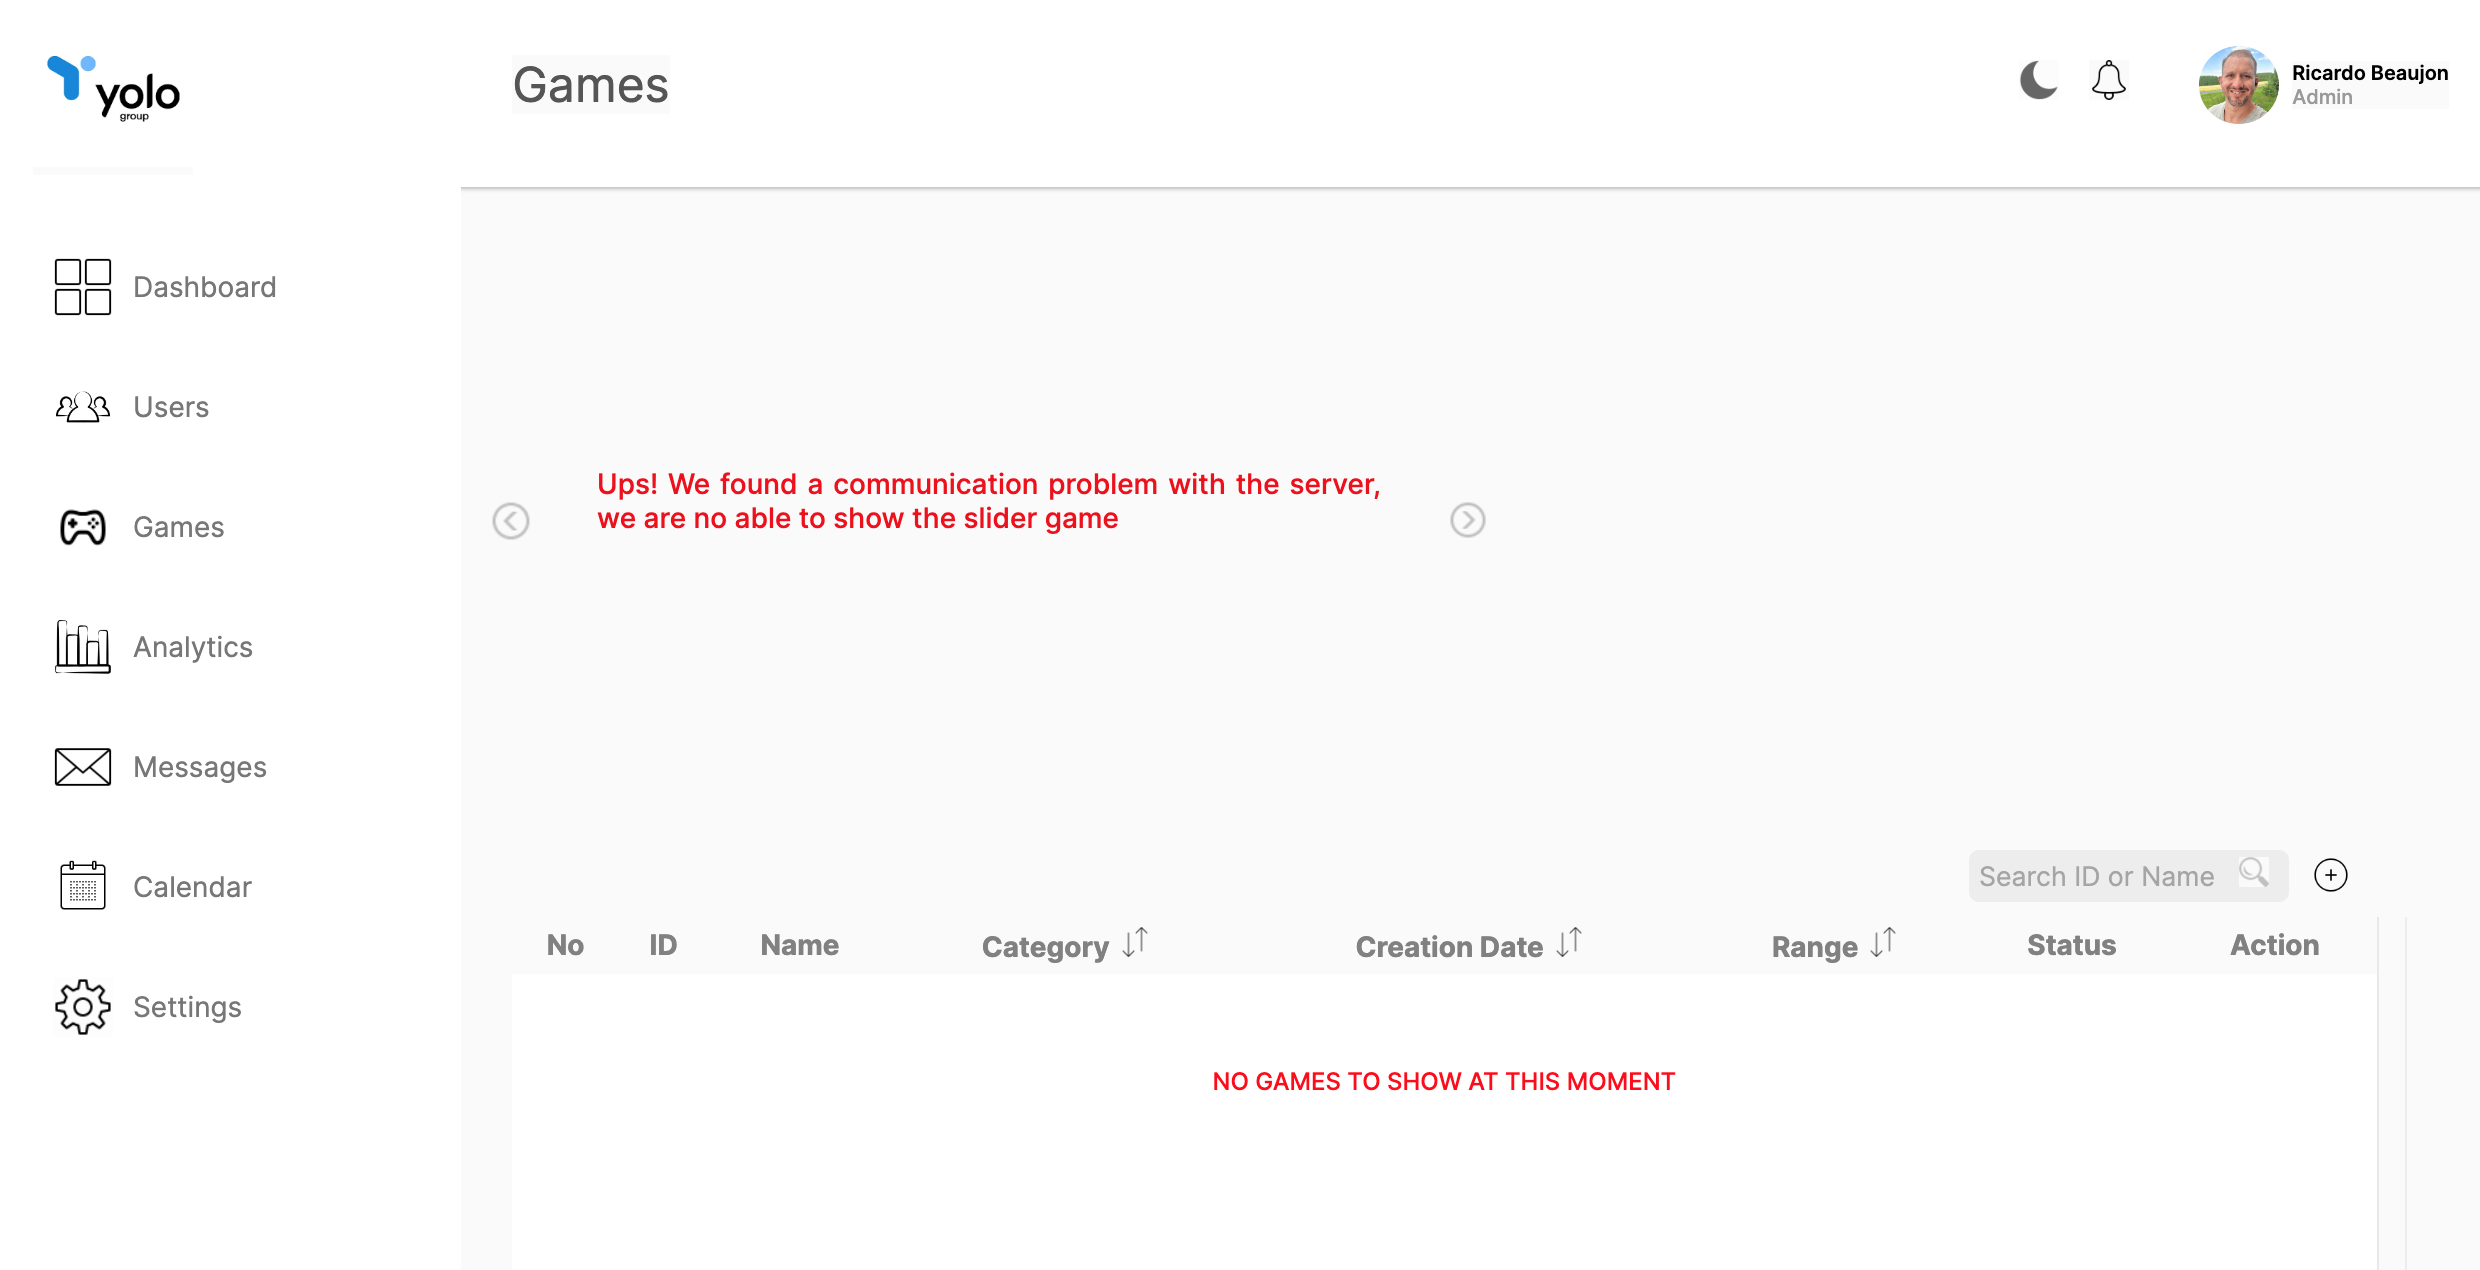 yolo
group
Games
Ricardo Beaujon
Admin
Dashboard
Users
Games
Analytics
Messages
Calendar
Settings
Ups! We found a communication problem with the server,
we are no able to show the slider game
Search ID or Name
No ID Name Category Creation Date Range Status Action
NO GAMES TO SHOW AT THIS MOMENT